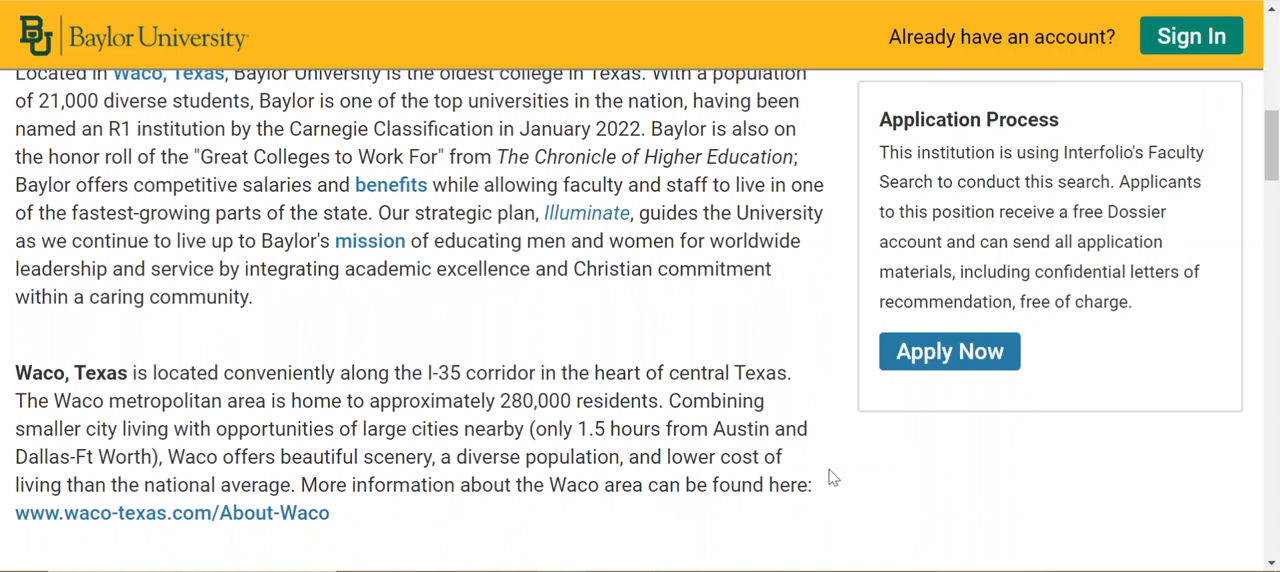 BU Baylor University
Already have an account? Sign In
Located in Waco, Texas, Baylor University is the oldest college in Texas. With a population
of 21,000 diverse students, Baylor is one of the top universities in the nation, having been
named an R1 institution by the Carnegie Classification in January 2022. Baylor is also on
the honor roll of the "Great Colleges to Work For" from The Chronicle of Higher Education;
Baylor offers competitive salaries and benefits while allowing faculty and staff to live in one
of the fastest-growing parts of the state. Our strategic plan, Illuminate, guides the University
as we continue to live up to Baylor's mission of educating men and women for worldwide
leadership and service by integrating academic excellence and Christian commitment
within a caring community.
Waco, Texas is located conveniently along the I-35 corridor in the heart of central Texas.
The Waco metropolitan area is home to approximately 280,000 residents. Combining
smaller city living with opportunities of large cities nearby (only 1.5 hours from Austin and
Dallas-Ft Worth), Waco offers beautiful scenery, a diverse population, and lower cost of
living than the national average. More information about the Waco area can be found here:
www.waco-texas.com/About-Waco
Application Process
This institution is using Interfolio's Faculty
Search to conduct this search. Applicants
to this position receive a free Dossier
account and can send all application
materials, including confidential letters of
recommendation, free of charge.
Apply Now